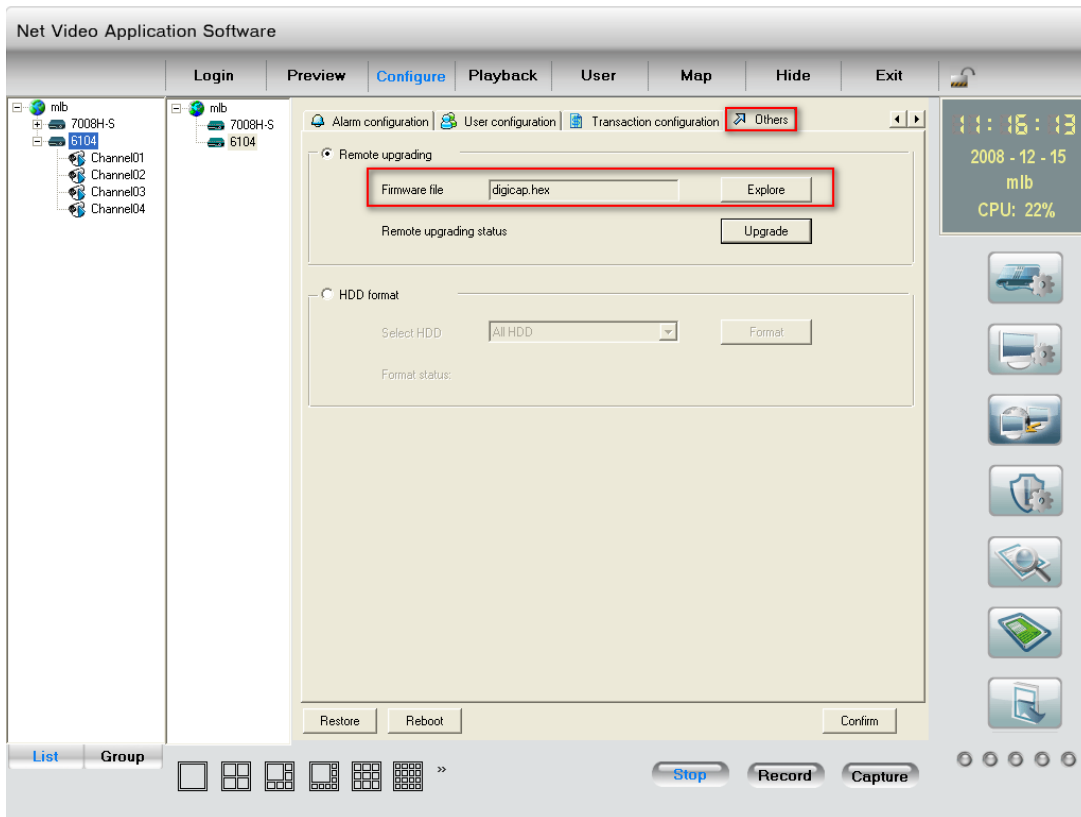 Net Video Application Software
Login Preview Configure Playback User Map Hide Exit
mlb
7008H-S
6104
Channel01
Channel02
Channel03
Channel04
mlb
7008H-S
6104
Alarm configuration User configuration Transaction configuration Others
Remote upgrading
Firmware file digicap.hex Explore
Remote upgrading status Upgrade
HDD format
Select HDD All HDD Format
Format status:
Restore Reboot Confirm
11:16:13
2008 - 12 - 15
mlb
CPU: 22%
List Group
Stop Record Capture